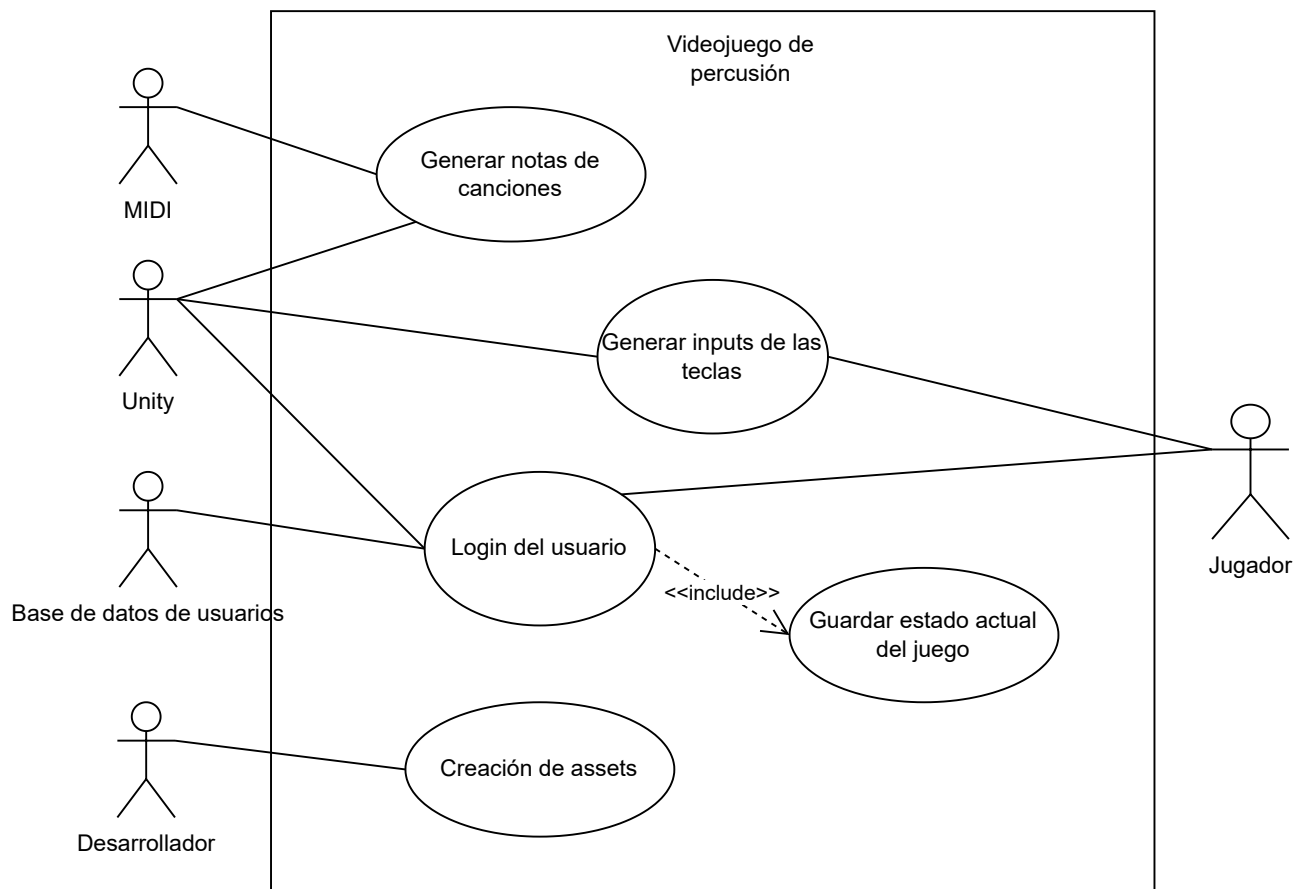 Videojuego de
percusión
MIDI
Generar notas de
canciones
Unity
Generar inputs de las
teclas
Jugador
Base de datos de usuarios
Login del usuario
<<include>>
Guardar estado actual
del juego
Desarrollador
Creación de assets